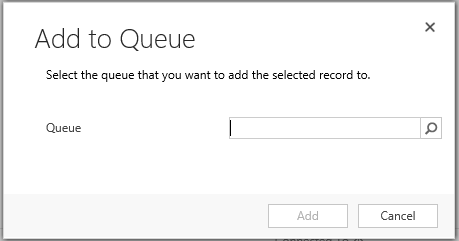 Add to Queue
Select the queue that you want to add the selected record to.
Queue
Add
Cancel